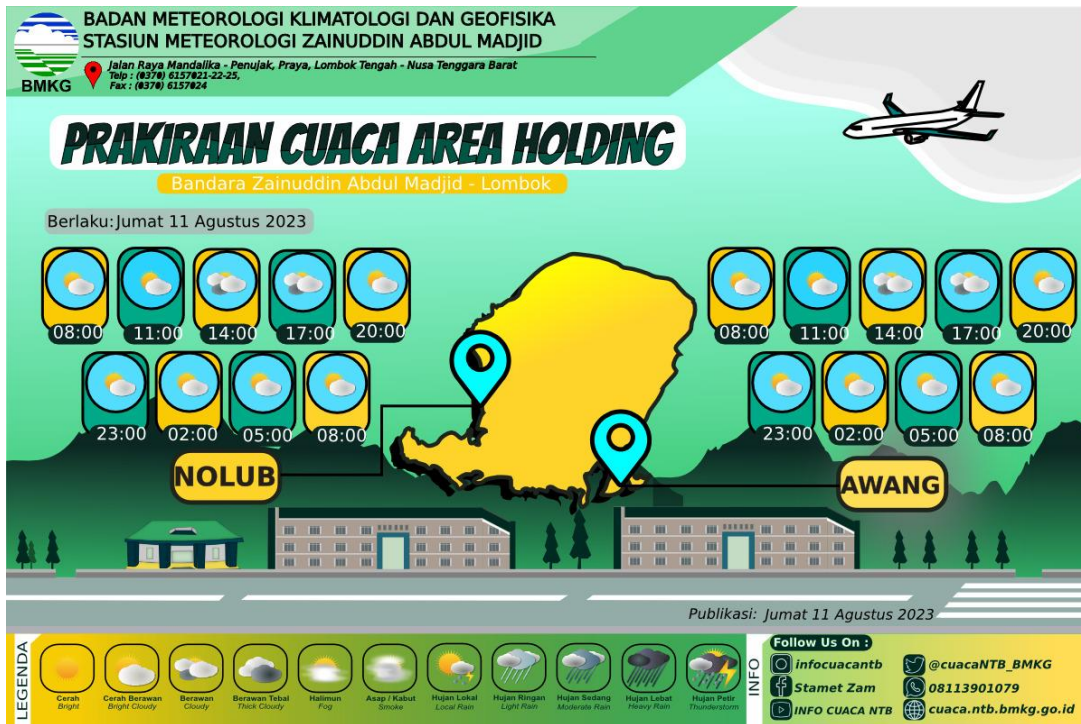 BADAN METEOROLOGI KLIMATOLOGI DAN GEOFISIKA
STASIUN METEOROLOGI ZAINUDDIN ABDUL MADJID
Jalan Raya Mandalika - Penujak, Praya, Lombok Tengah - Nusa Tenggara Barat
Telp : (0370) 6157021-22-25,
Fax : (0370) 6157024
BMKG
PRAKIRAAN CUACA AREA HOLDING
Bandara Zainuddin Abdul Madjid - Lombok
Berlaku: Jumat 11 Agustus 2023
08:00 11:00 14:00 17:00 20:00
23:00 02:00 05:00 08:00
08:00 11:00 14:00 17:00 20:00
23:00 02:00 05:00 08:00
NOLUB
AWANG
Publikasi: Jumat 11 Agustus 2023
LEGENDA
Cerah
Bright
Cerah Berawan
Bright Cloudy
Berawan
Cloudy
Berawan Tebal
Thick Cloudy
Halimun
Fog
Asap / Kabut
Smoke
Hujan Lokal
Local Rain
Hujan Ringan
Light Rain
Hujan Sedang
Moderate Rain
Hujan Lebat
Heavy Rain
Hujan Petir
Thunderstorm
INFO
Follow Us On :
infocuacantb
Stamet Zam
INFO CUACA NTB
@cuacaNTB_BMKG
08113901079
cuaca.ntb.bmkg.go.id